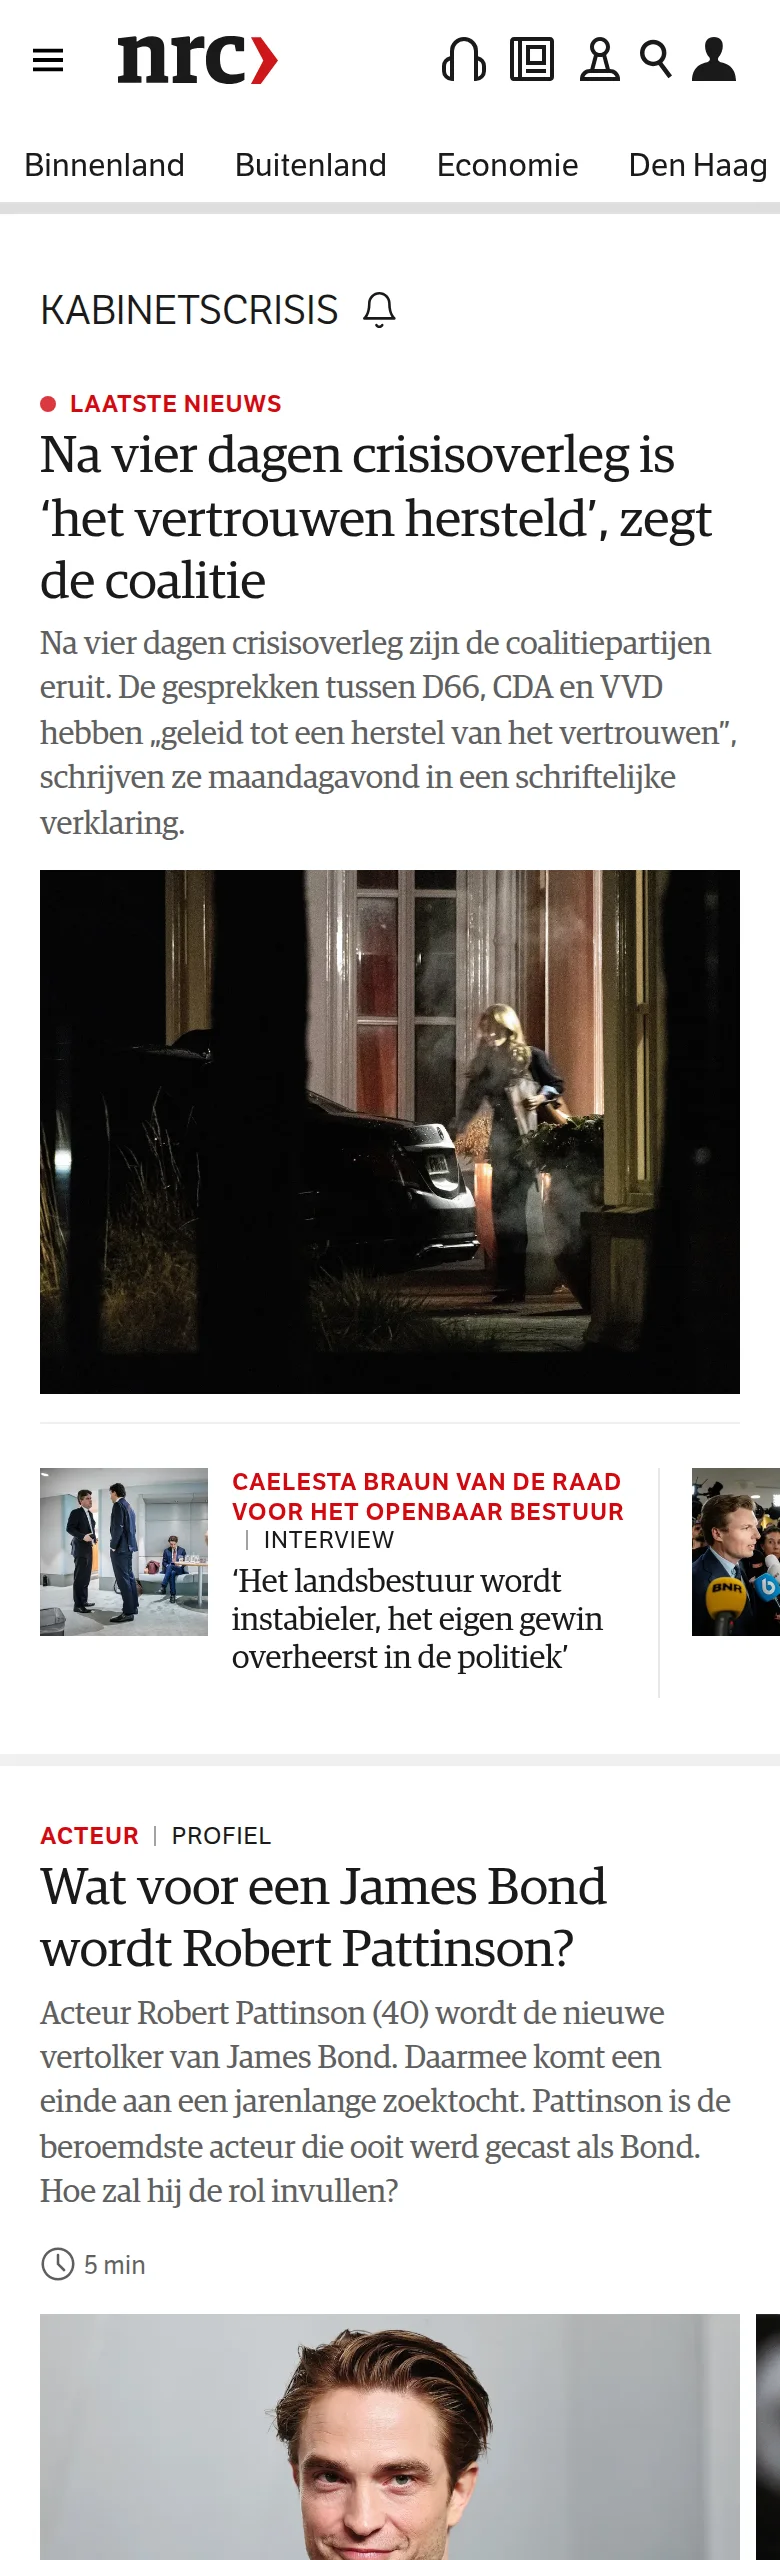 nrc
Binnenland Buitenland Economie Den Haag
KABINETSCRISIS
LAATSTE NIEUWS
Na vier dagen crisisoverleg is
‘het vertrouwen hersteld’, zegt
de coalitie
Na vier dagen crisisoverleg zijn de coalitiepartijen
eruit. De gesprekken tussen D66, CDA en VVD
hebben „geleid tot een herstel van het vertrouwen”,
schrijven ze maandagavond in een schriftelijke
verklaring.
CAELESTA BRAUN VAN DE RAAD
VOOR HET OPENBAAR BESTUUR
| INTERVIEW
‘Het landsbestuur wordt
instabieler, het eigen gewin
overheerst in de politiek’
BNR
b
ACTEUR | PROFIEL
Wat voor een James Bond
wordt Robert Pattinson?
Acteur Robert Pattinson (40) wordt de nieuwe
vertolker van James Bond. Daarmee komt een
einde aan een jarenlange zoektocht. Pattinson is de
beroemdste acteur die ooit werd gecast als Bond.
Hoe zal hij de rol invullen?
5 min